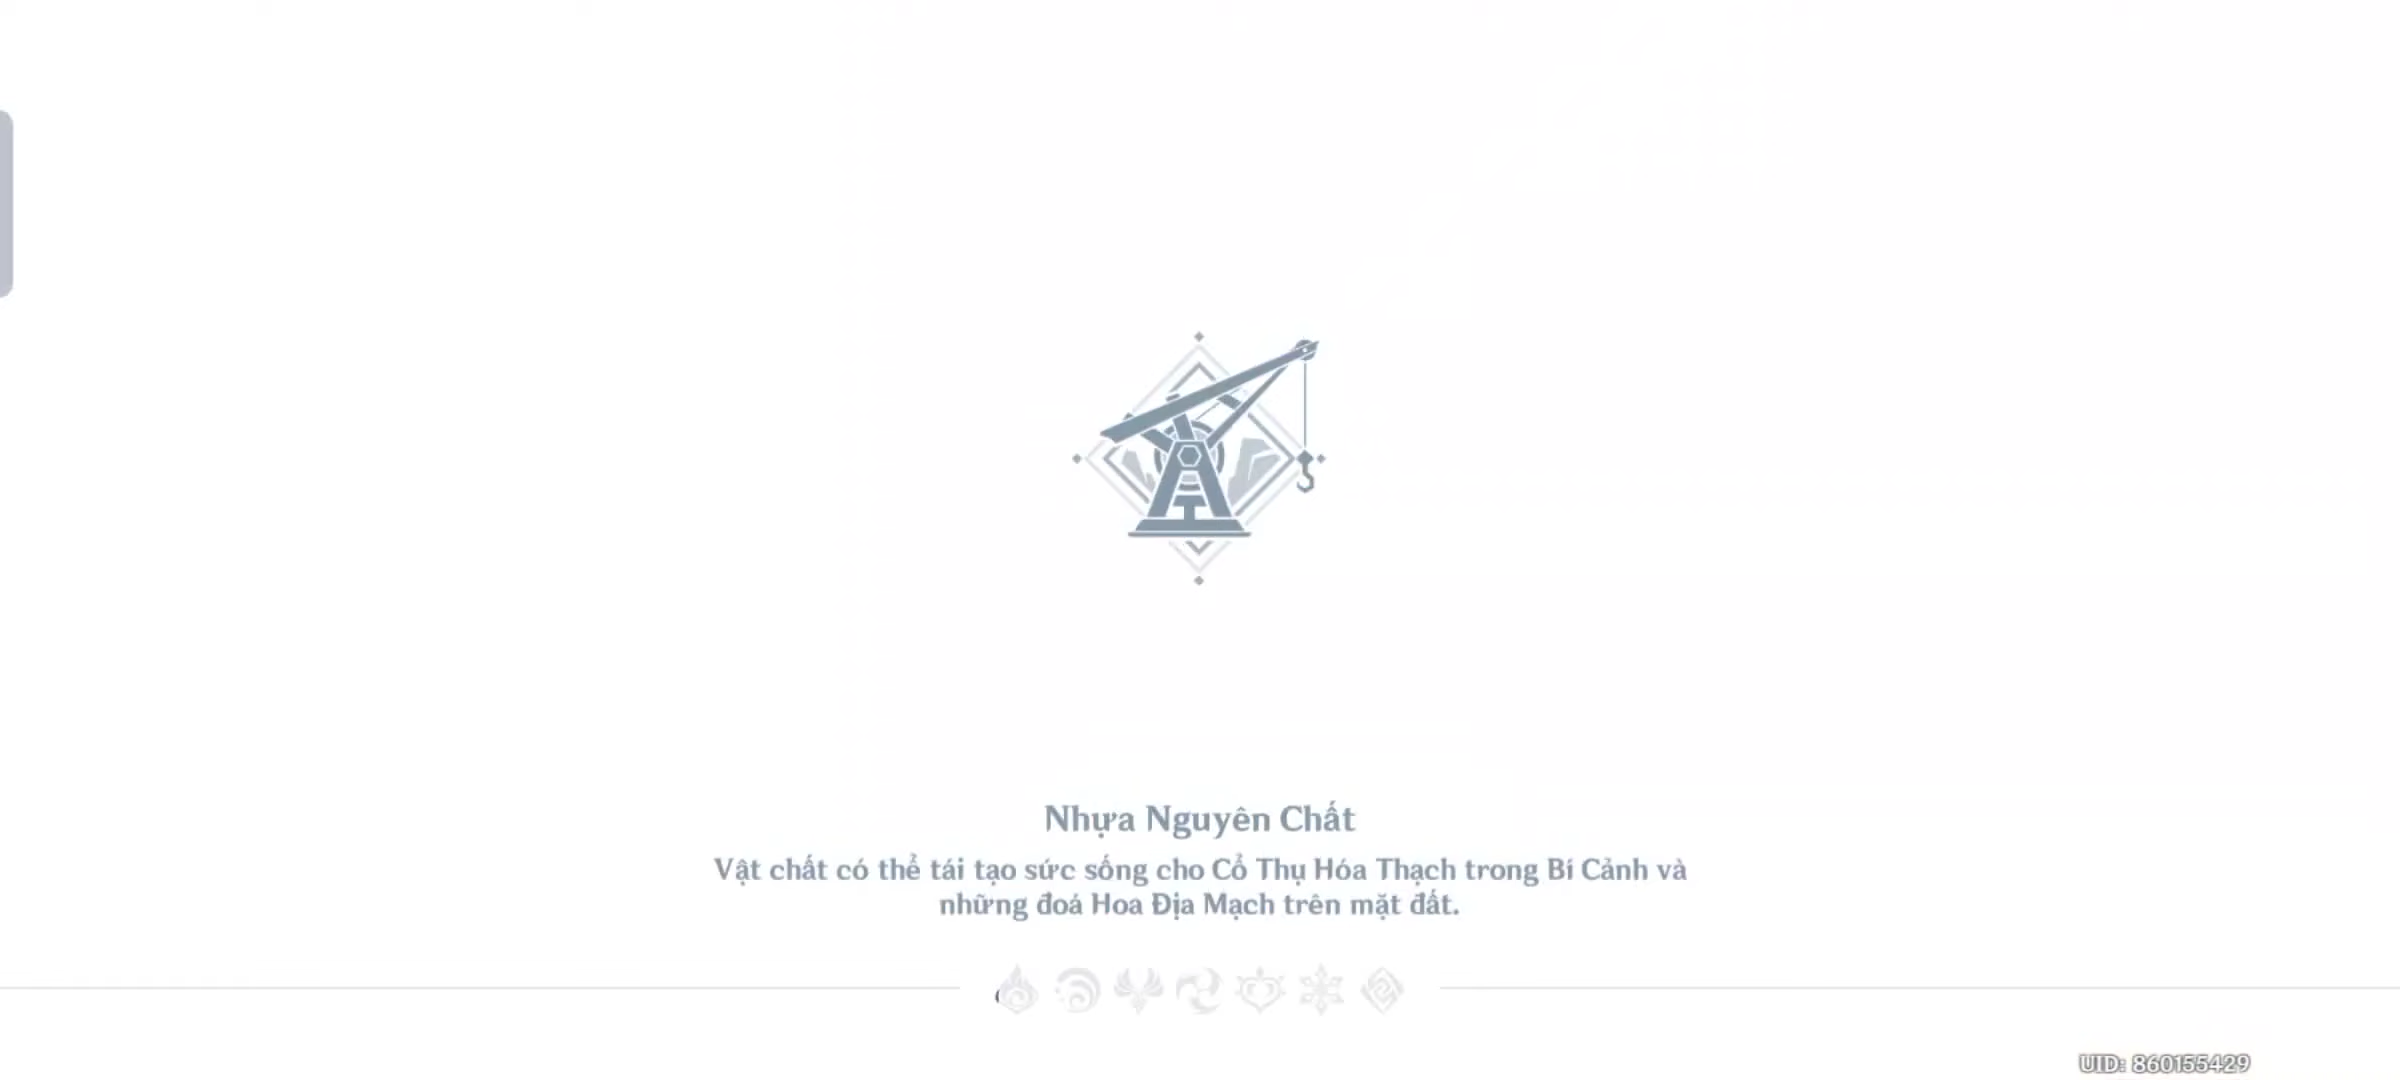 Nhựa Nguyên Chất
Vật chất có thể tái tạo sức sống cho Cổ Thụ Hóa Thạch trong Bí Cảnh và
những đoá Hoa Địa Mạch trên mặt đất.
UID: 860155429